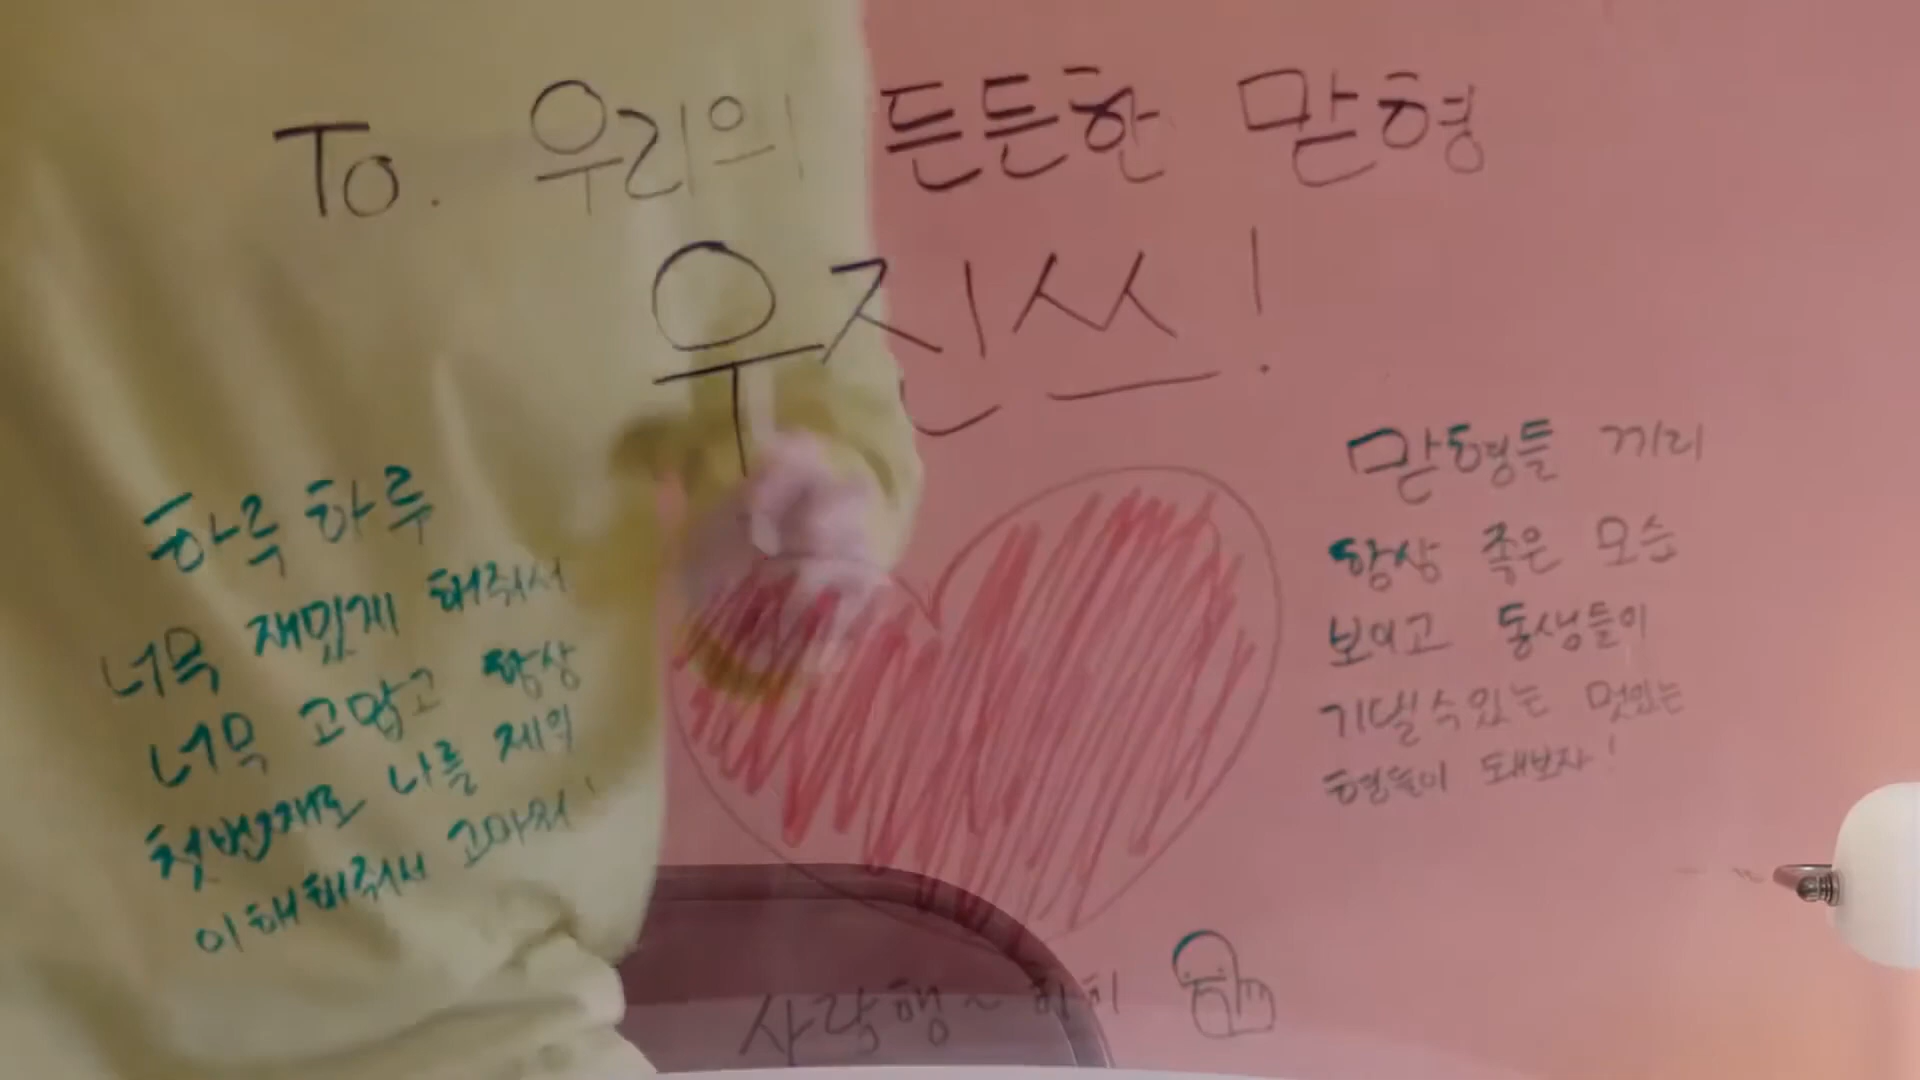 To. 우리의 든든한 맏형
우진쓰!
하루하루
너무 재밌게 해줘서
너무 고맙고 항상
첫번째로 나를 제일
이해해줘서 고마워!
맏형들 끼리
항상 좋은 모습
보이고 동생들이
기댈수있는 멋있는
형들이 돼보자!
사랑행~ 히히